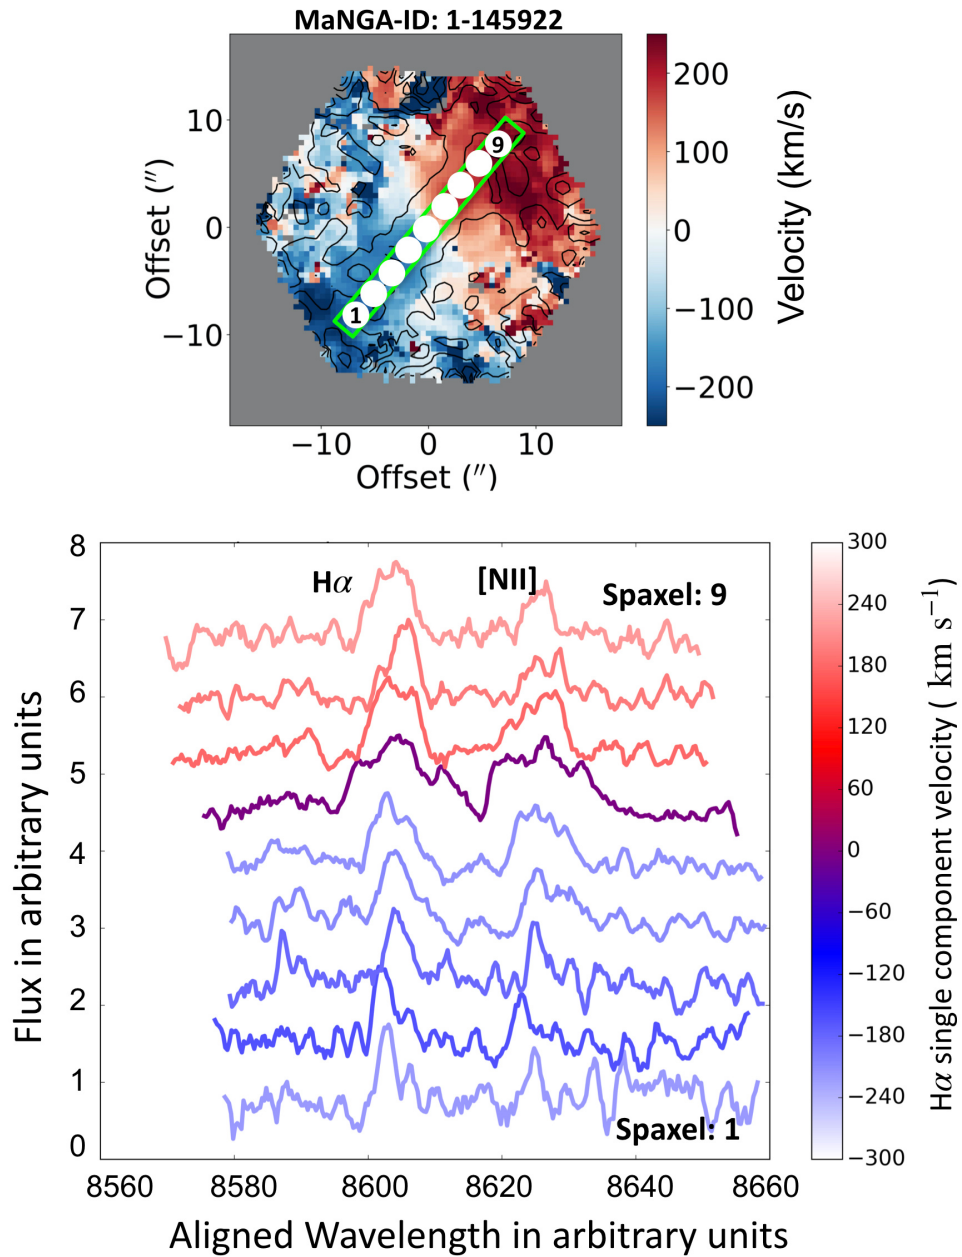 MaNGA-ID: 1-145922
10
0
−10
Offset (″)
−10 0 10
Offset (″)
9
1
200
100
0
−100
−200
Velocity (km/s)
8
7
6
5
4
3
2
1
0
Flux in arbitrary units
Hα
[NII]
Spaxel: 9
Spaxel: 1
8560 8580 8600 8620 8640 8660
Aligned Wavelength in arbitrary units
300
240
180
120
60
0
−60
−120
−180
−240
−300
Hα single component velocity ( km s⁻¹)